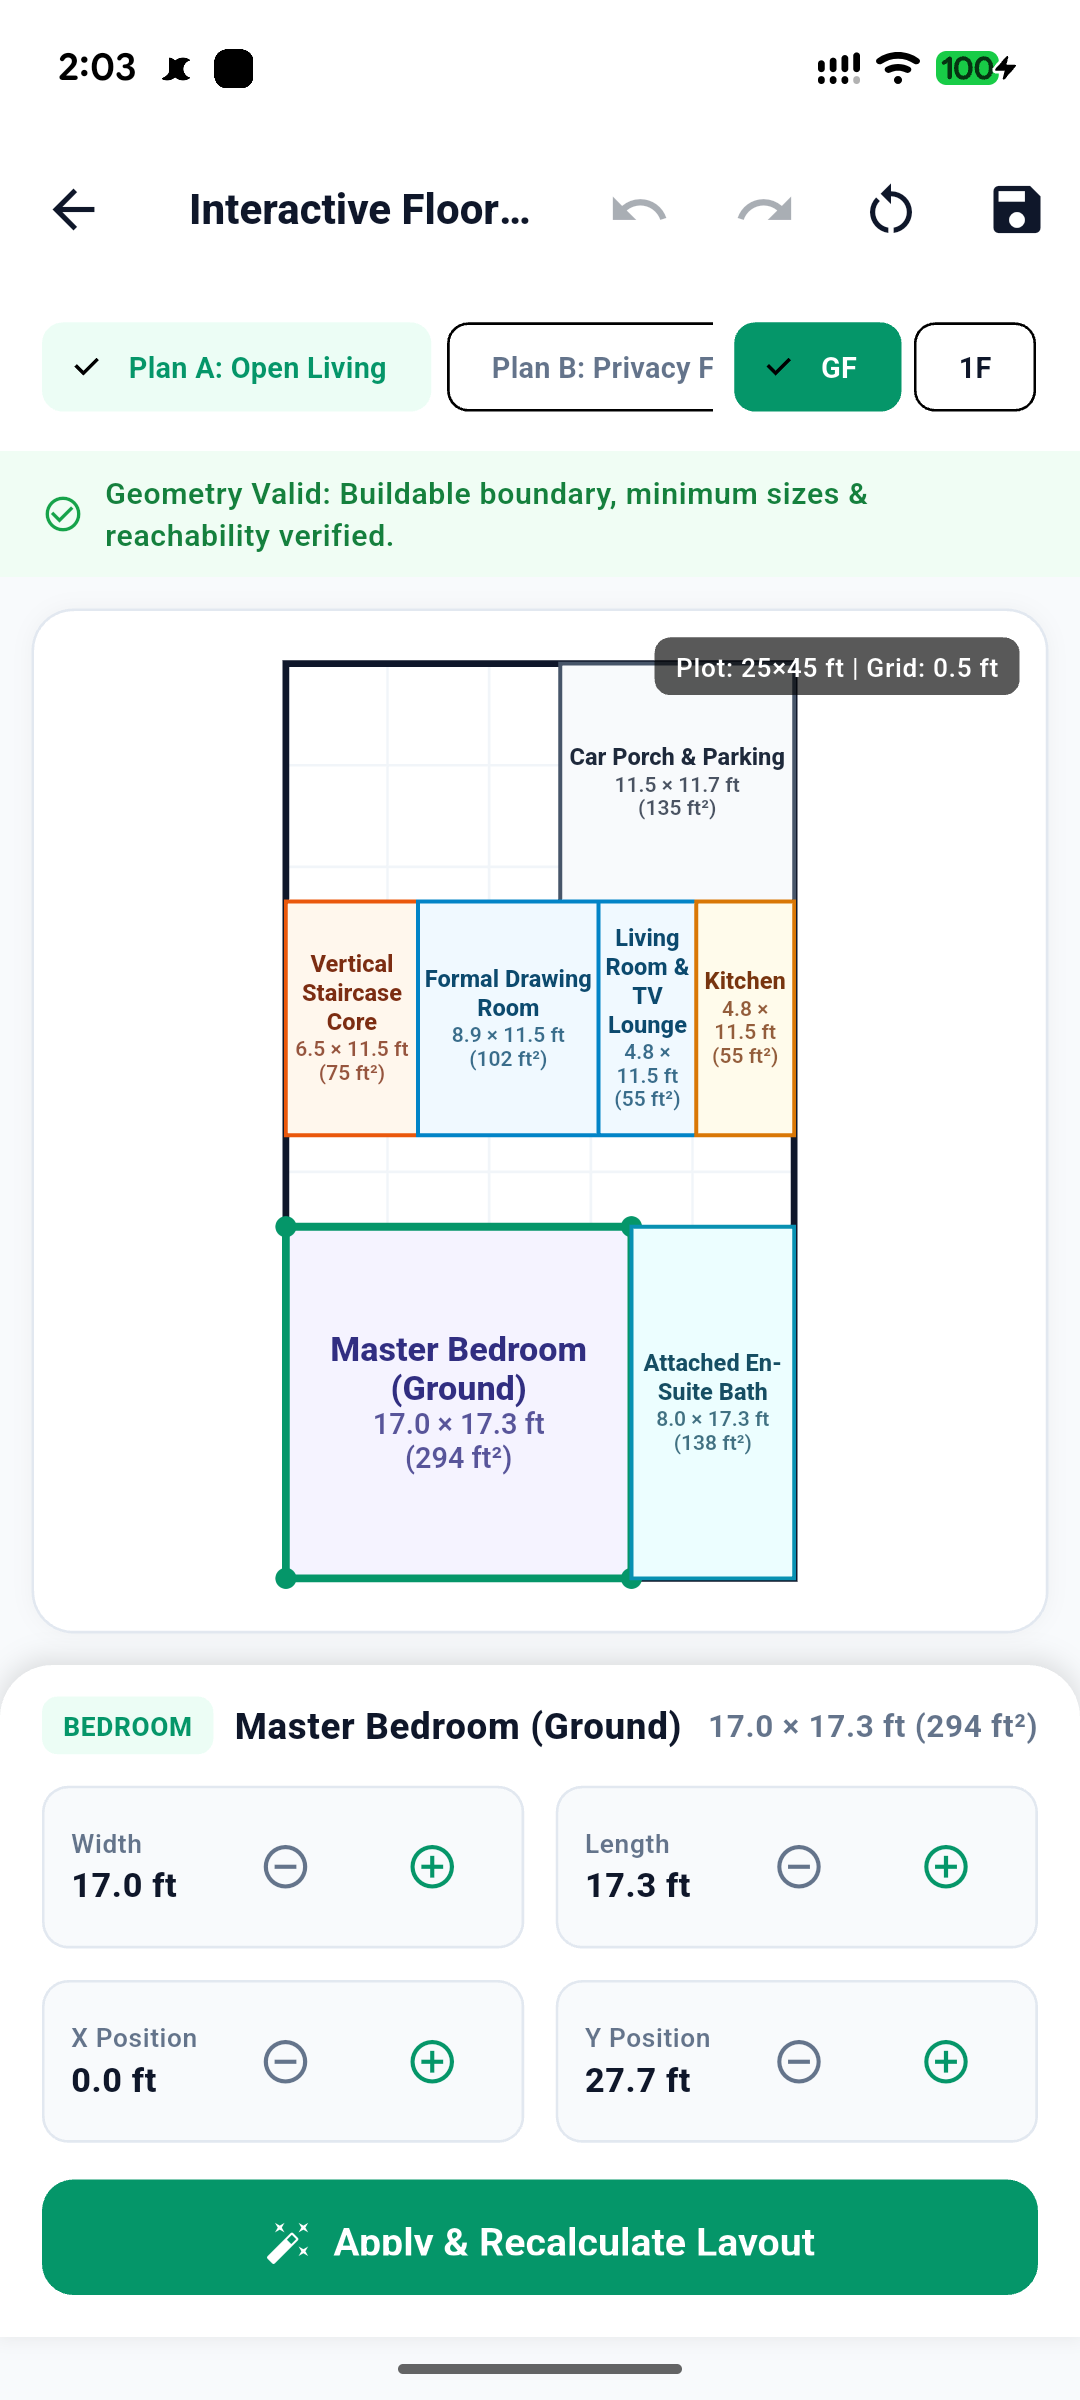 2:03
100
Interactive Floor...
Plan A: Open Living
Plan B: Privacy F
GF
1F
Geometry Valid: Buildable boundary, minimum sizes &
reachability verified.
Plot: 25×45 ft | Grid: 0.5 ft
Car Porch & Parking
11.5 × 11.7 ft
(135 ft²)
Vertical
Staircase
Core
6.5 × 11.5 ft
(75 ft²)
Formal Drawing
Room
8.9 × 11.5 ft
(102 ft²)
Living
Room &
TV
Lounge
4.8 ×
11.5 ft
(55 ft²)
Kitchen
4.8 ×
11.5 ft
(55 ft²)
Master Bedroom
(Ground)
17.0 × 17.3 ft
(294 ft²)
Attached En-
Suite Bath
8.0 × 17.3 ft
(138 ft²)
BEDROOM
Master Bedroom (Ground)
17.0 × 17.3 ft (294 ft²)
Width
17.0 ft
Length
17.3 ft
X Position
0.0 ft
Y Position
27.7 ft
Apply & Recalculate Layout